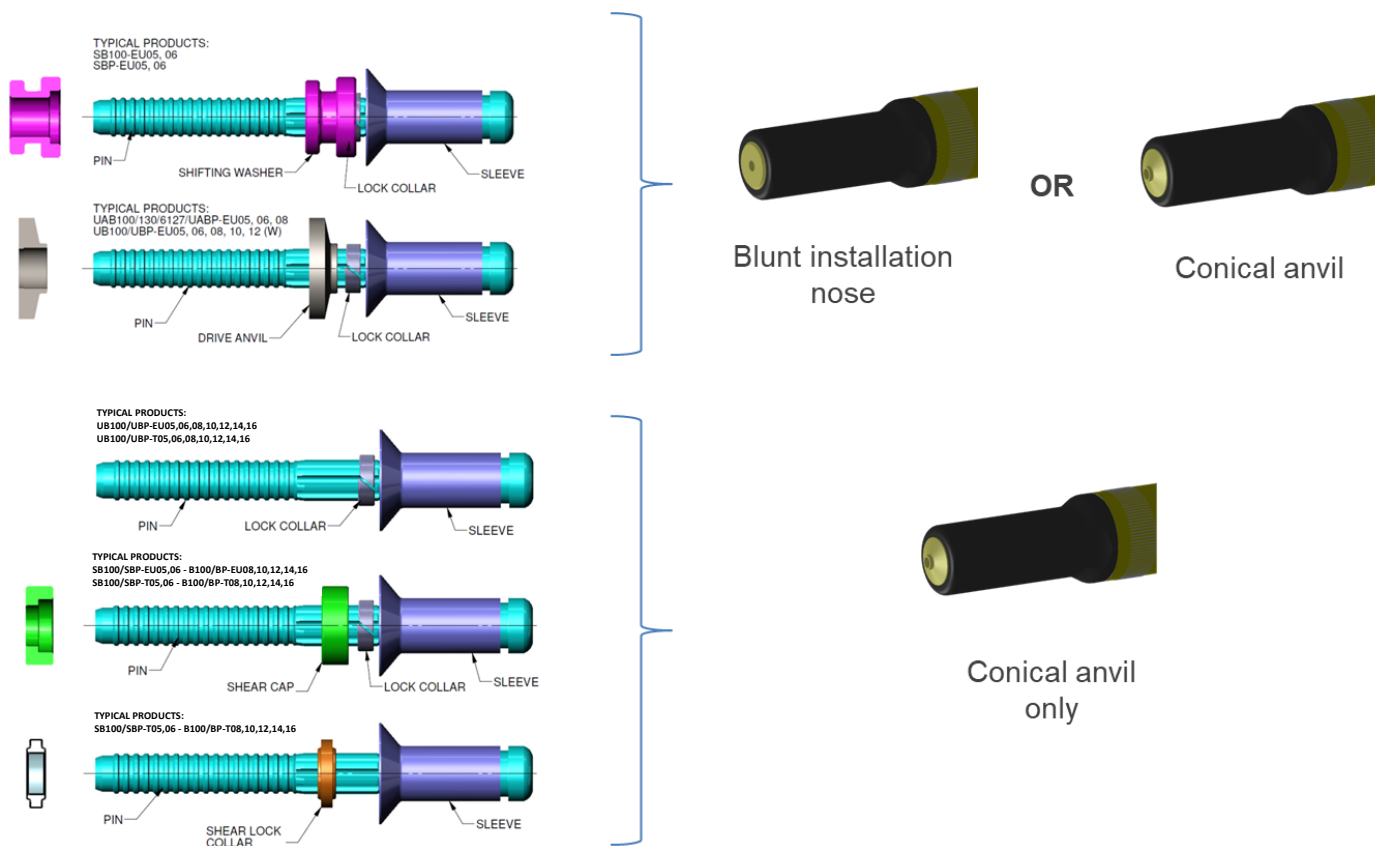 TYPICAL PRODUCTS:
SB100-EU05, 06
SBP-EU05, 06
PIN
SHIFTING WASHER
LOCK COLLAR
SLEEVE
TYPICAL PRODUCTS:
UAB100/130/6127/UABP-EU05, 06, 08
UB100/UBP-EU05, 06, 08, 10, 12 (W)
PIN
DRIVE ANVIL
LOCK COLLAR
SLEEVE
Blunt installation
nose
OR
Conical anvil
TYPICAL PRODUCTS:
UB100/UBP-EU05,06,08,10,12,14,16
UB100/UBP-T05,06,08,10,12,14,16
PIN
LOCK COLLAR
SLEEVE
TYPICAL PRODUCTS:
SB100/SBP-EU05,06 - B100/BP-EU08,10,12,14,16
SB100/SBP-T05,06 - B100/BP-T08,10,12,14,16
PIN
SHEAR CAP
LOCK COLLAR
SLEEVE
TYPICAL PRODUCTS:
SB100/SBP-T05,06 - B100/BP-T08,10,12,14,16
PIN
SHEAR LOCK
COLLAR
SLEEVE
Conical anvil
only